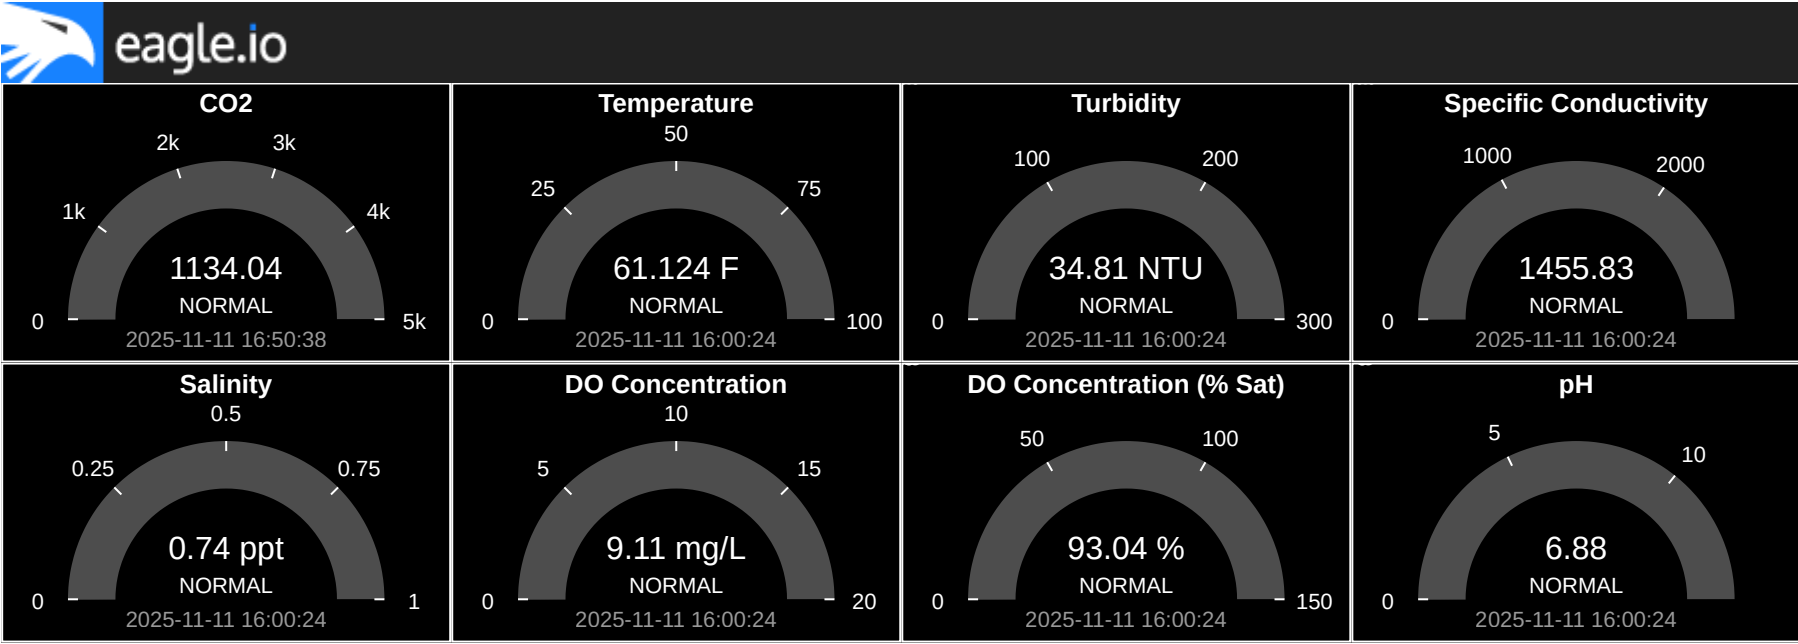 eagle.io
CO2
2k
3k
1k
4k
1134.04
NORMAL
0
5k
2025-11-11 16:50:38
Temperature
50
25
75
61.124 F
NORMAL
0
100
2025-11-11 16:00:24
Turbidity
100
200
34.81 NTU
NORMAL
0
300
2025-11-11 16:00:24
Specific Conductivity
1000
2000
1455.83
NORMAL
0
2025-11-11 16:00:24
Salinity
0.5
0.25
0.75
0.74 ppt
NORMAL
0
1
2025-11-11 16:00:24
DO Concentration
10
5
15
9.11 mg/L
NORMAL
0
20
2025-11-11 16:00:24
DO Concentration (% Sat)
50
100
93.04 %
NORMAL
0
150
2025-11-11 16:00:24
pH
5
10
6.88
NORMAL
0
2025-11-11 16:00:24